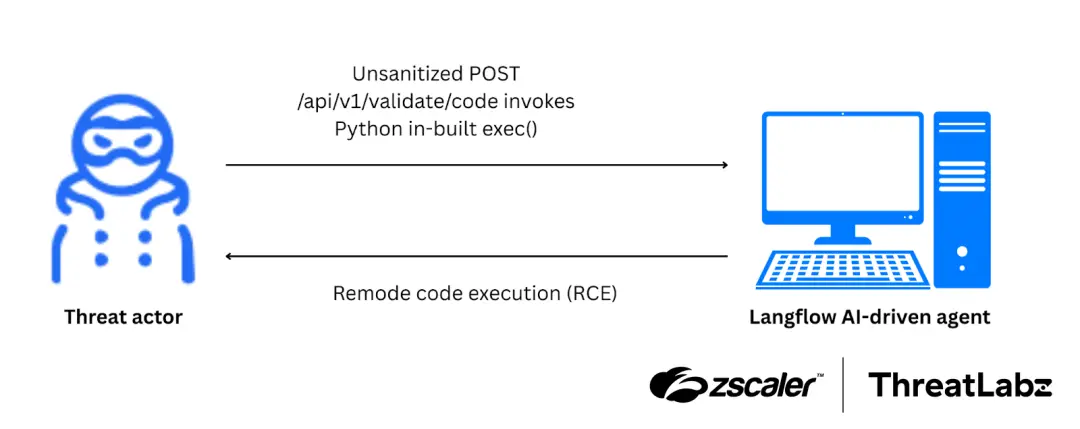 Unsanitized POST
/api/v1/validate/code invokes
Python in-built exec()
Remode code execution (RCE)
Threat actor
Langflow AI-driven agent
zscaler™
ThreatLabz